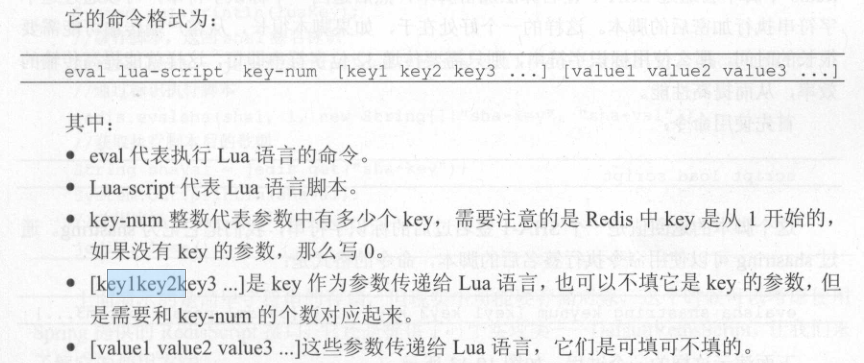 它的命令格式为：
eval lua-script key-num [key1 key2 key3 ...] [value1 value2 value3 ...]
其中：
● eval 代表执行 Lua 语言的命令。
● Lua-script 代表 Lua 语言脚本。
● key-num 整数代表参数中有多少个 key，需要注意的是 Redis 中 key 是从 1 开始的，
如果没有 key 的参数，那么写 0。
● [key1key2key3 ...]是 key 作为参数传递给 Lua 语言，也可以不填它是 key 的参数，但
是需要和 key-num 的个数对应起来。
● [value1 value2 value3 ...]这些参数传递给 Lua 语言，它们是可填可不填的。